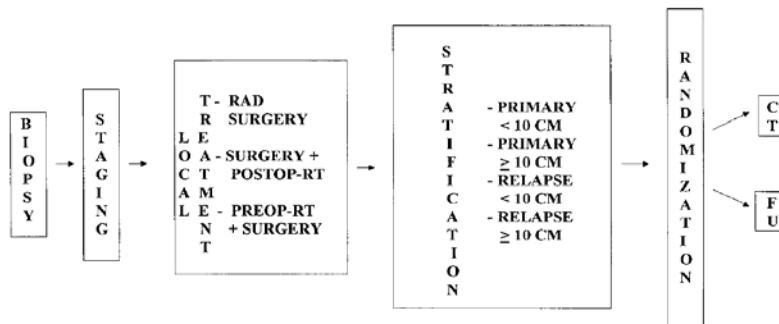 BIOPSY
STAGING
LOCAL
TREATMENT
- RAD
SURGERY
- SURGERY +
POSTOP-RT
- PREOP-RT
+ SURGERY
STRATIFICATION
- PRIMARY
< 10 CM
- PRIMARY
≥ 10 CM
- RELAPSE
< 10 CM
- RELAPSE
≥ 10 CM
RANDOMIZATION
CT
FU